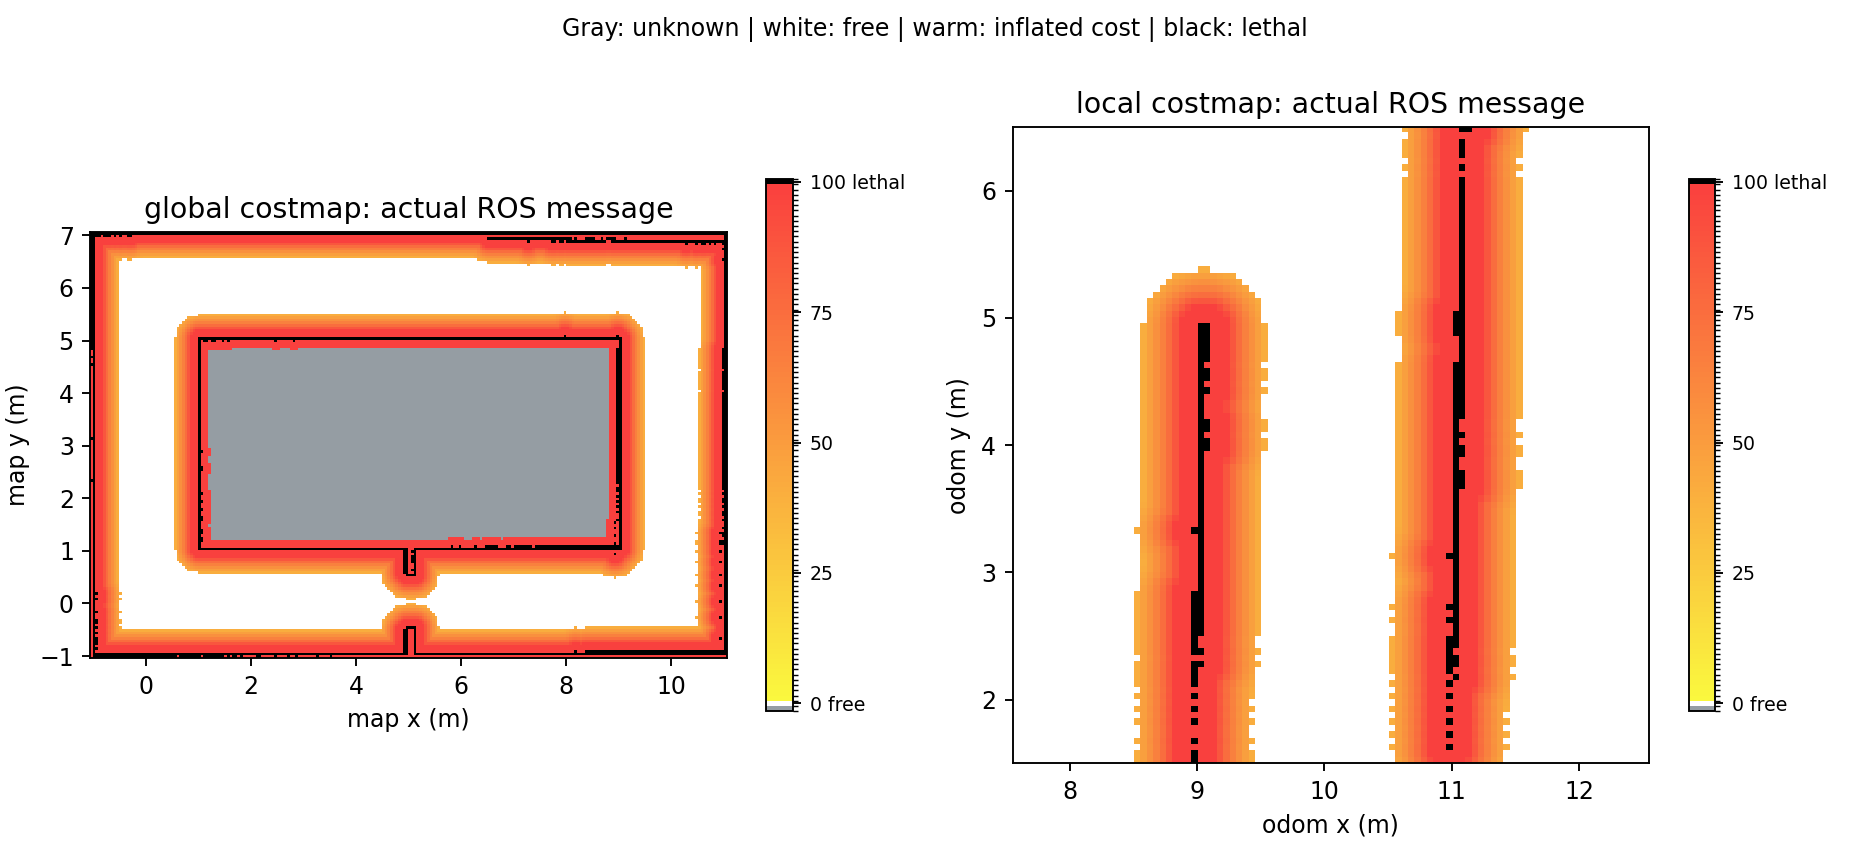 Gray: unknown | white: free | warm: inflated cost | black: lethal
global costmap: actual ROS message
7
6
5
4
3
2
1
0
−1
0
2
4
6
8
10
map x (m)
map y (m)
100 lethal
75
50
25
0 free
local costmap: actual ROS message
6
5
4
3
2
8
9
10
11
12
odom x (m)
odom y (m)
100 lethal
75
50
25
0 free